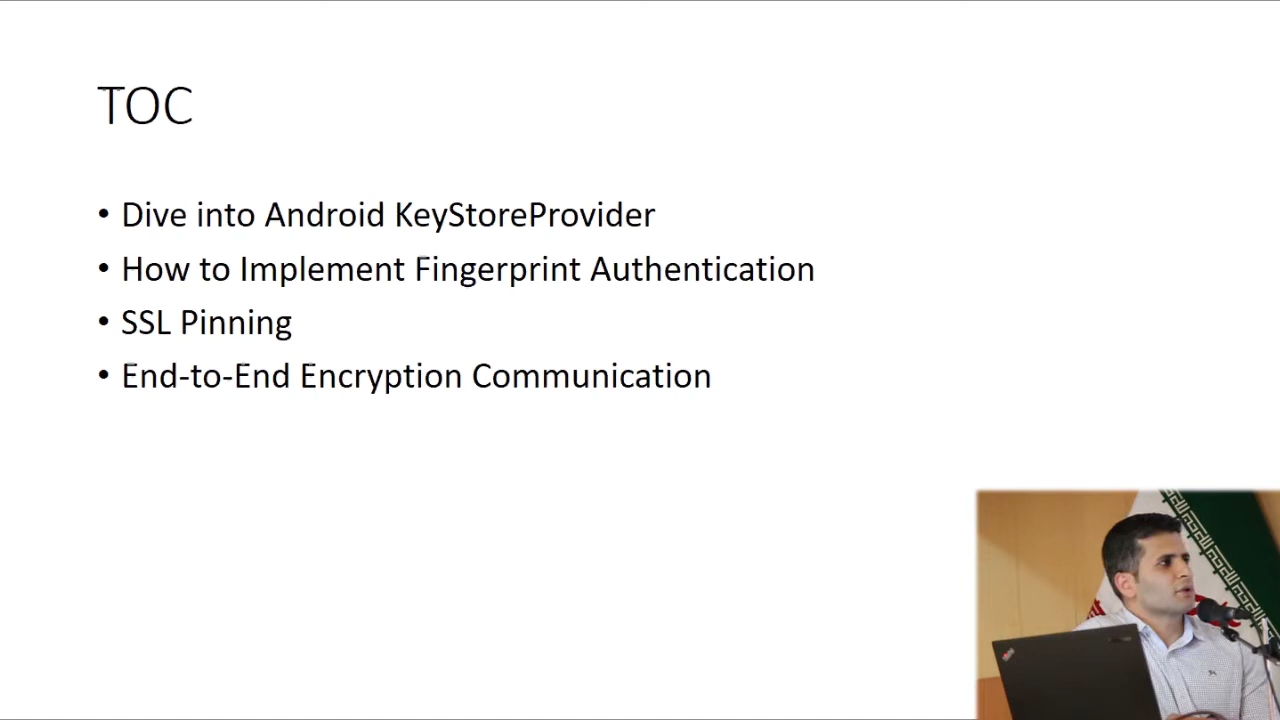 TOC
• Dive into Android KeyStoreProvider
• How to Implement Fingerprint Authentication
• SSL Pinning
• End-to-End Encryption Communication